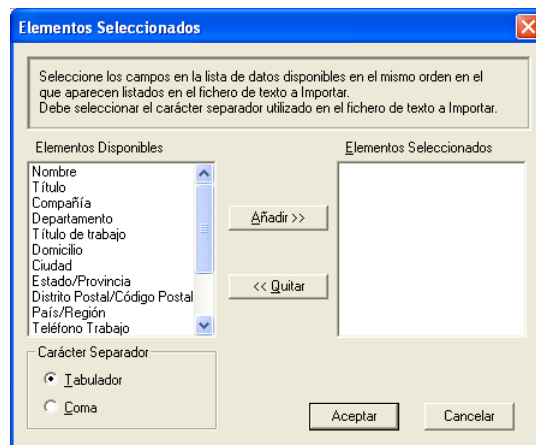 Elementos Seleccionados
Seleccione los campos en la lista de datos disponibles en el mismo orden en el
que aparecen listados en el fichero de texto a Importar.
Debe seleccionar el carácter separador utilizado en el fichero de texto a Importar.
Elementos Disponibles
Elementos Seleccionados
Nombre
Título
Compañía
Departamento
Título de trabajo
Domicilio
Ciudad
Estado/Provincia
Distrito Postal/Código Postal
País/Región
Teléfono Trabajo
Añadir >>
<< Quitar
Carácter Separador
Tabulador
Coma
Aceptar
Cancelar